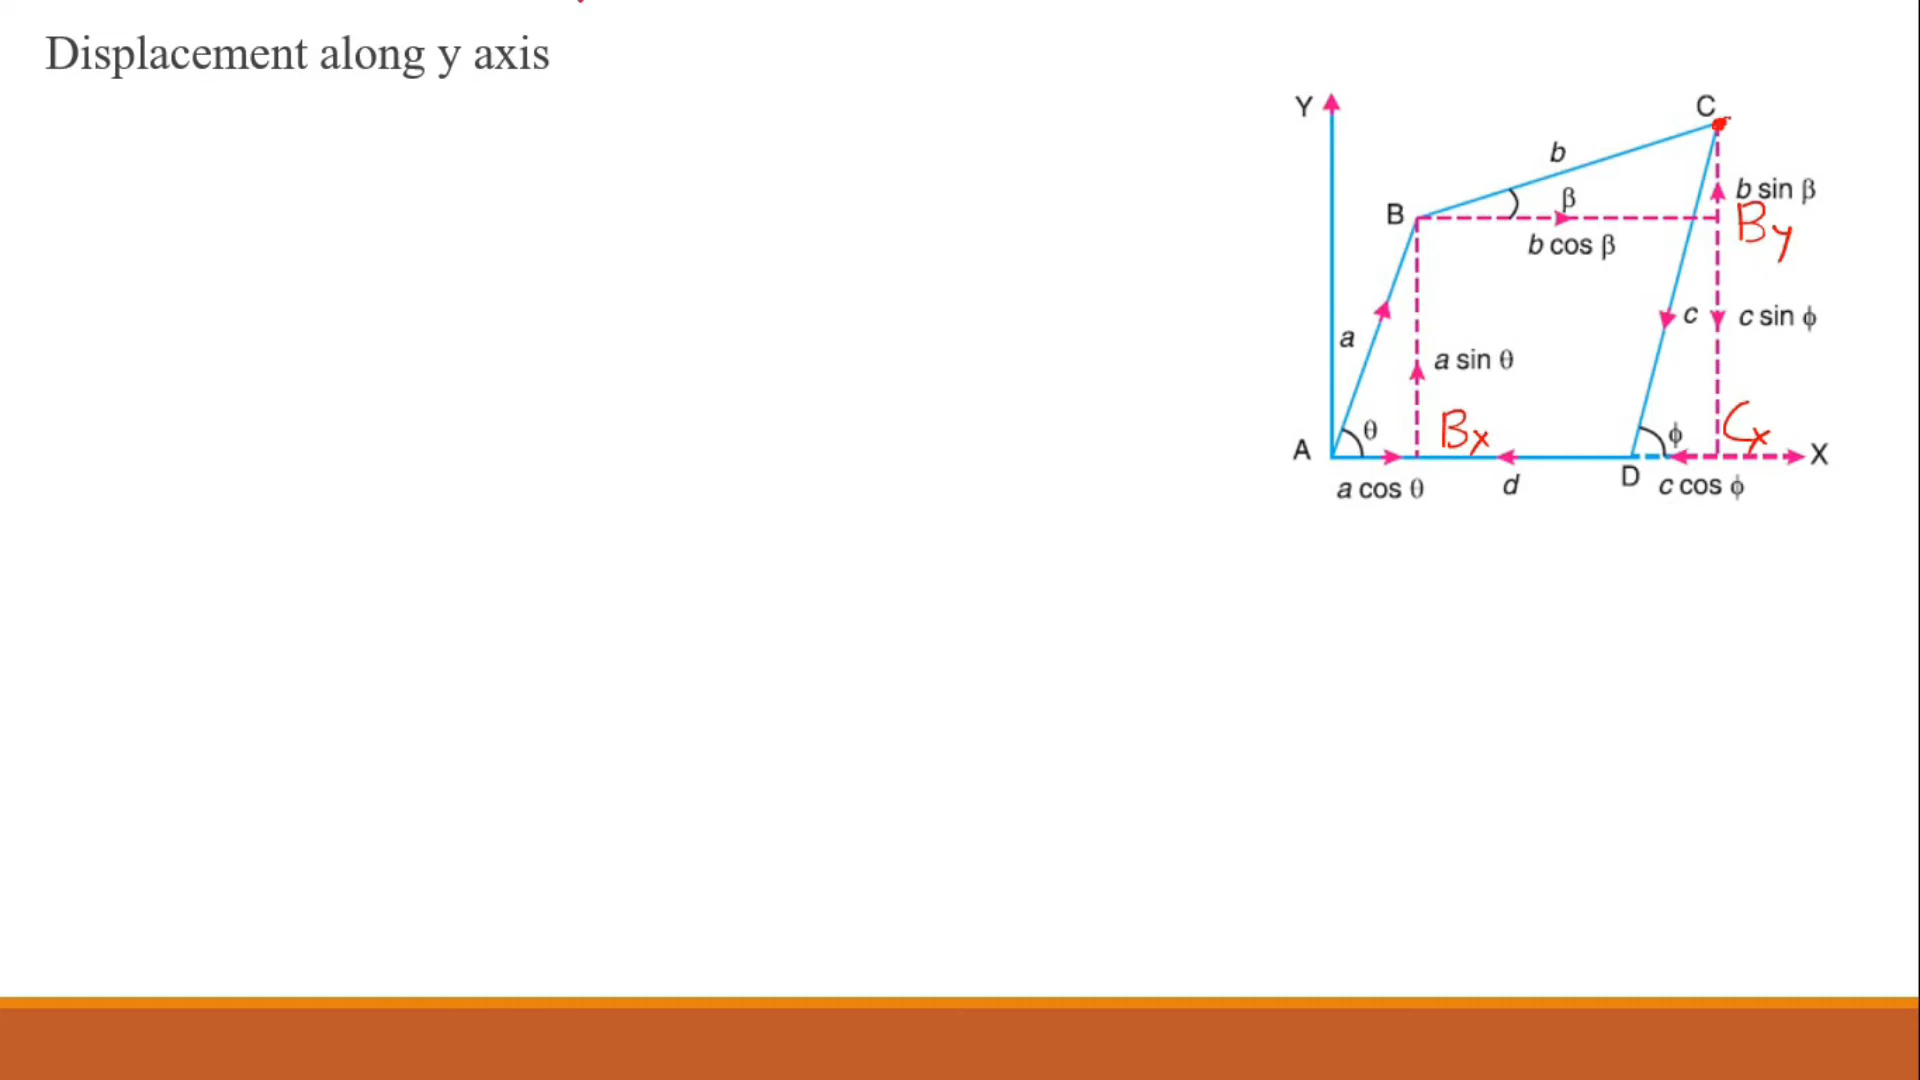 Displacement along y axis
Y
C
b
b sin β
β
B
By
b cos β
a
c
c sin ϕ
a sin θ
θ
Bx
ϕ
Cx
A
X
a cos θ
d
D
c cos ϕ